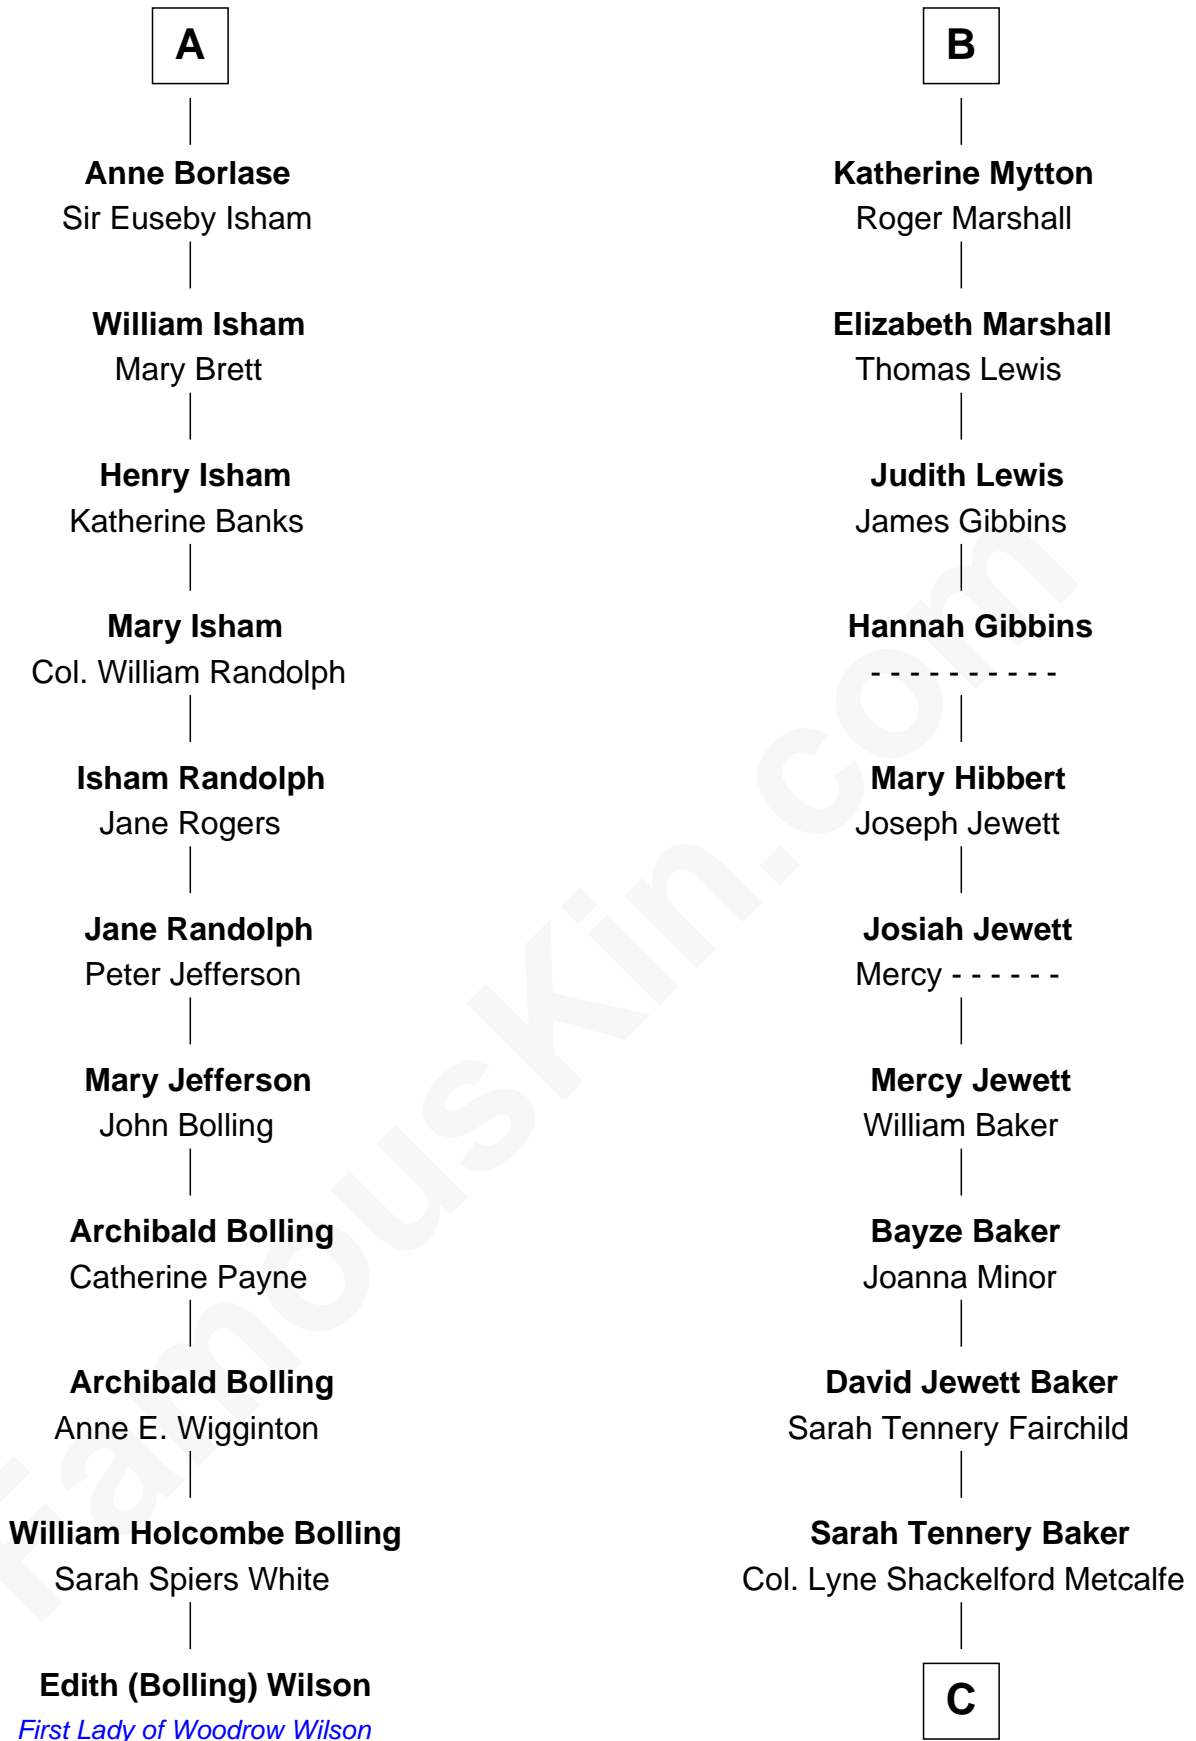 A
Anne Borlase
Sir Euseby Isham
William Isham
Mary Brett
Henry Isham
Katherine Banks
Mary Isham
Col. William Randolph
Isham Randolph
Jane Rogers
Jane Randolph
Peter Jefferson
Mary Jefferson
John Bolling
Archibald Bolling
Catherine Payne
Archibald Bolling
Anne E. Wigginton
William Holcombe Bolling
Sarah Spiers White
Edith (Bolling) Wilson
First Lady of Woodrow Wilson
B
Katherine Mytton
Roger Marshall
Elizabeth Marshall
Thomas Lewis
Judith Lewis
James Gibbins
Hannah Gibbins
- - - - - - - - - -
Mary Hibbert
Joseph Jewett
Josiah Jewett
Mercy - - - - - -
Mercy Jewett
William Baker
Bayze Baker
Joanna Minor
David Jewett Baker
Sarah Tennery Fairchild
Sarah Tennery Baker
Col. Lyne Shackelford Metcalfe
C
FamousKin.com